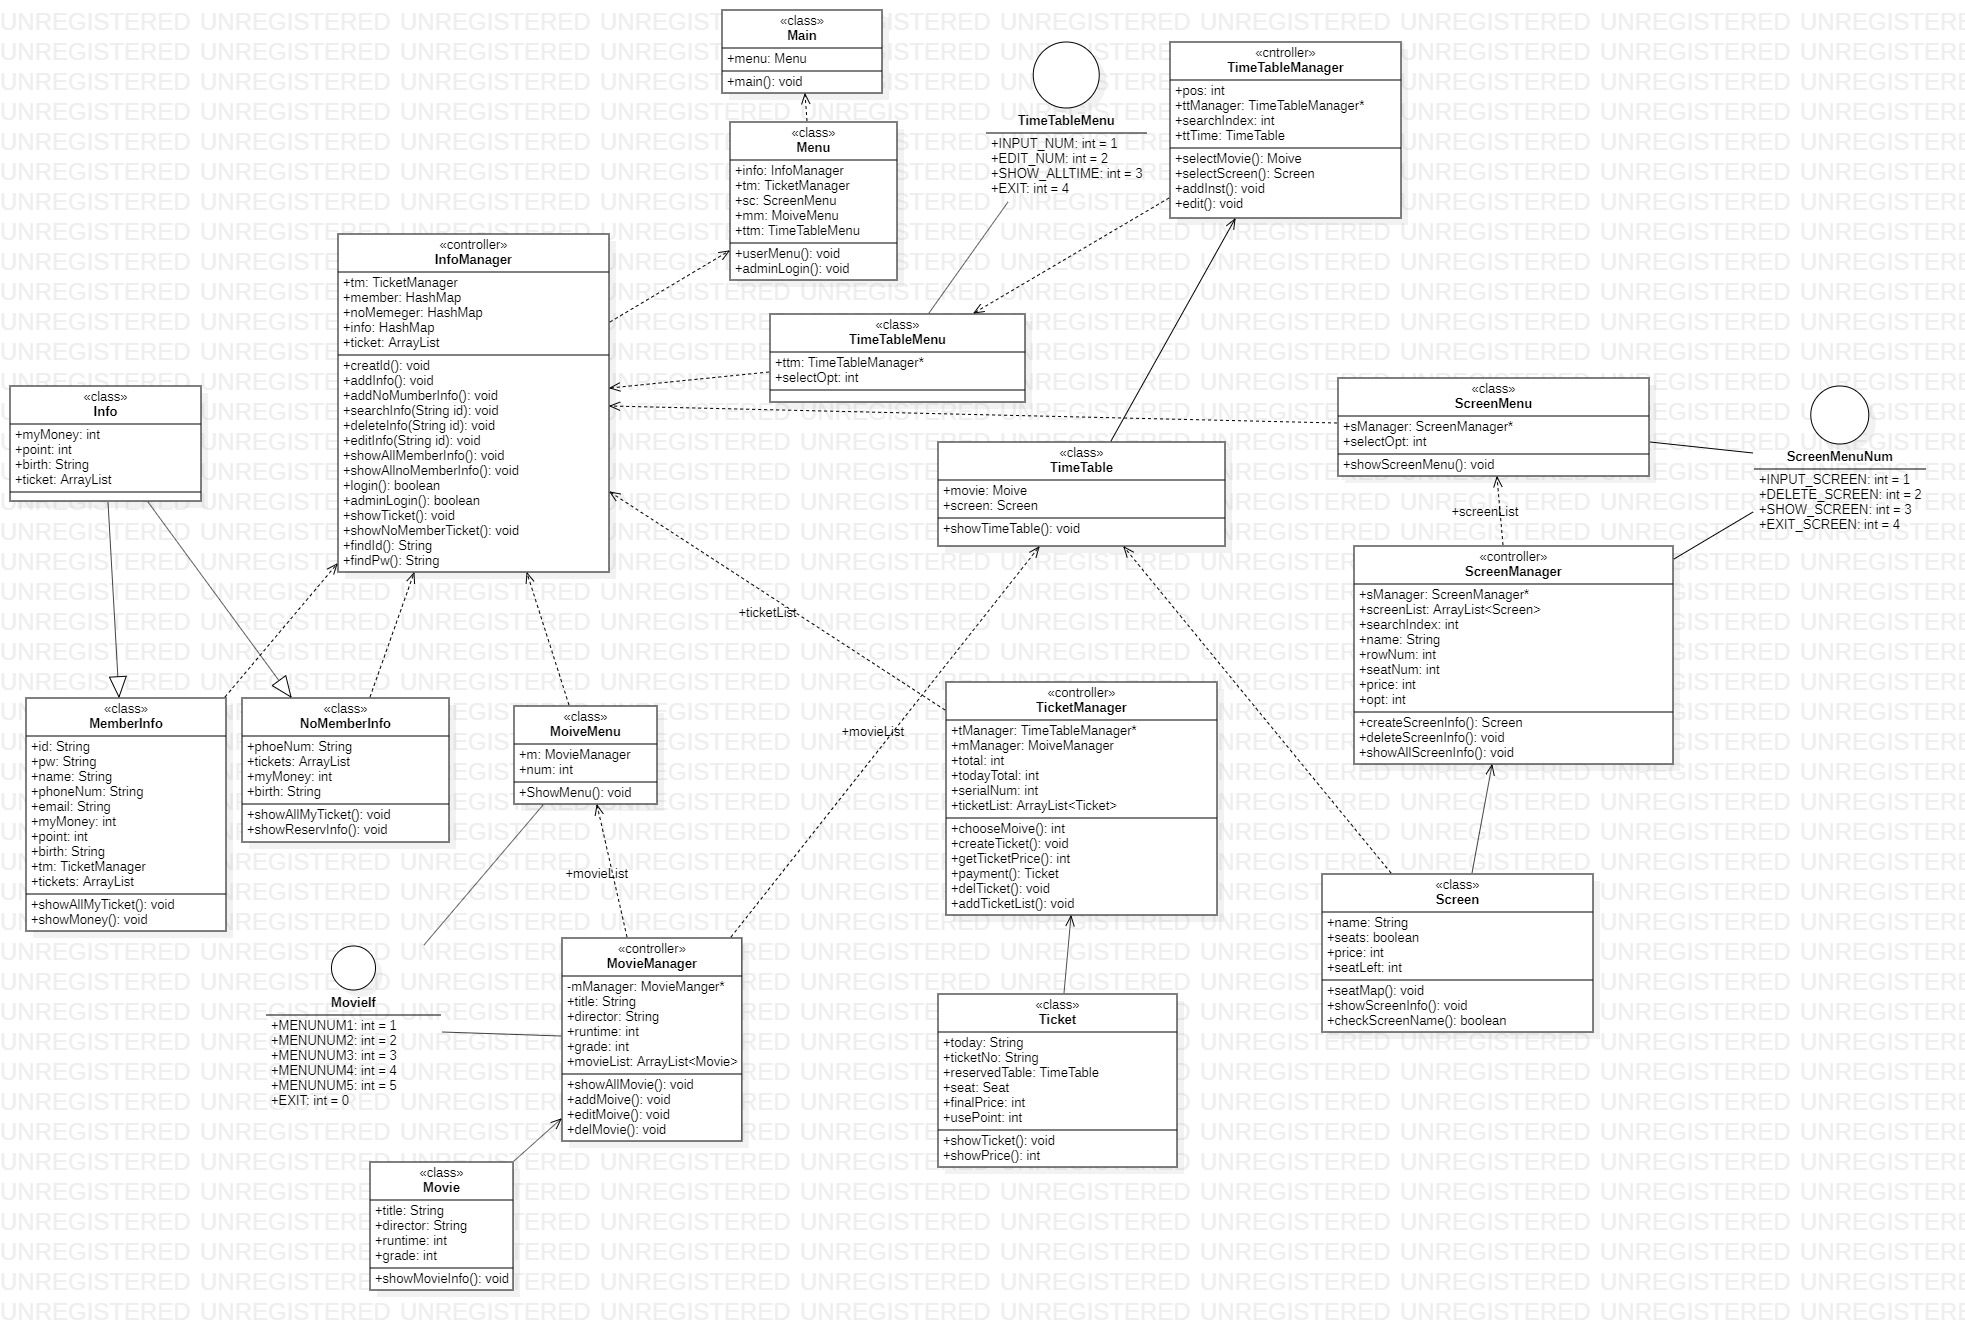 «class»
Main
+menu: Menu
+main(): void
«class»
Menu
+info: InfoManager
+tm: TicketManager
+sc: ScreenMenu
+mm: MoiveMenu
+ttm: TimeTableMenu
+userMenu(): void
+adminLogin(): void
TimeTableMenu
+INPUT_NUM: int = 1
+EDIT_NUM: int = 2
+SHOW_ALLTIME: int = 3
+EXIT: int = 4
«cntroller»
TimeTableManager
+pos: int
+ttManager: TimeTableManager*
+searchIndex: int
+ttTime: TimeTable
+selectMovie(): Moive
+selectScreen(): Screen
+addInst(): void
+edit(): void
«controller»
InfoManager
+tm: TicketManager
+member: HashMap
+noMemeger: HashMap
+info: HashMap
+ticket: ArrayList
+creatId(): void
+addInfo(): void
+addNoMumberInfo(): void
+searchInfo(String id): void
+deleteInfo(String id): void
+editInfo(String id): void
+showAllMemberInfo(): void
+showAllnoMemberInfo(): void
+login(): boolean
+adminLogin(): boolean
+showTicket(): void
+showNoMemberTicket(): void
+findId(): String
+findPw(): String
«class»
TimeTableMenu
+ttm: TimeTableManager*
+selectOpt: int
«class»
Info
+myMoney: int
+point: int
+birth: String
+ticket: ArrayList
«class»
ScreenMenu
+sManager: ScreenManager*
+selectOpt: int
+showScreenMenu(): void
ScreenMenuNum
+INPUT_SCREEN: int = 1
+DELETE_SCREEN: int = 2
+SHOW_SCREEN: int = 3
+EXIT_SCREEN: int = 4
«class»
TimeTable
+movie: Moive
+screen: Screen
+showTimeTable(): void
+screenList
«controller»
ScreenManager
+sManager: ScreenManager*
+screenList: ArrayList<Screen>
+searchIndex: int
+name: String
+rowNum: int
+seatNum: int
+price: int
+opt: int
+createScreenInfo(): Screen
+deleteScreenInfo(): void
+showAllScreenInfo(): void
+ticketList
«class»
MemberInfo
+id: String
+pw: String
+name: String
+phoneNum: String
+email: String
+myMoney: int
+point: int
+birth: String
+tm: TicketManager
+tickets: ArrayList
+showAllMyTicket(): void
+showMoney(): void
«class»
NoMemberInfo
+phoeNum: String
+tickets: ArrayList
+myMoney: int
+birth: String
+showAllMyTicket(): void
+showReservInfo(): void
«class»
MoiveMenu
+m: MovieManager
+num: int
+ShowMenu(): void
+movieList
«controller»
TicketManager
+tManager: TimeTableManager*
+mManager: MoiveManager
+total: int
+todayTotal: int
+serialNum: int
+ticketList: ArrayList<Ticket>
+chooseMoive(): int
+createTicket(): void
+getTicketPrice(): int
+payment(): Ticket
+delTicket(): void
+addTicketList(): void
+movieList
«class»
Screen
+name: String
+seats: boolean
+price: int
+seatLeft: int
+seatMap(): void
+showScreenInfo(): void
+checkScreenName(): boolean
MovieIf
+MENUNUM1: int = 1
+MENUNUM2: int = 2
+MENUNUM3: int = 3
+MENUNUM4: int = 4
+MENUNUM5: int = 5
+EXIT: int = 0
«controller»
MovieManager
-mManager: MovieManger*
+title: String
+director: String
+runtime: int
+grade: int
+movieList: ArrayList<Movie>
+showAllMovie(): void
+addMoive(): void
+editMoive(): void
+delMovie(): void
«class»
Ticket
+today: String
+ticketNo: String
+reservedTable: TimeTable
+seat: Seat
+finalPrice: int
+usePoint: int
+showTicket(): void
+showPrice(): int
«class»
Movie
+title: String
+director: String
+runtime: int
+grade: int
+showMovieInfo(): void